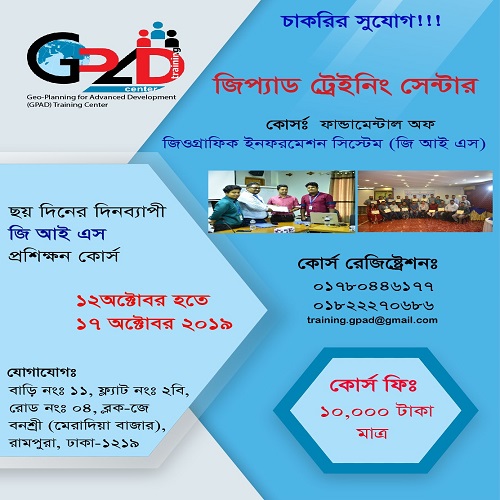 GPAD
training
center
Geo-Planning for Advanced Development
(GPAD) Training Center
চাকরির সুযোগ!!!
জিপ্যাড ট্রেইনিং সেন্টার
কোর্সঃ ফান্ডামেন্টাল অফ
জিওগ্রাফিক ইনফরমেশন সিস্টেম (জি আই এস)
ছয় দিনের দিনব্যাপী
জি আই এস
প্রশিক্ষন কোর্স
১২অক্টোবর হতে
১৭ অক্টোবর ২০১৯
কোর্স রেজিষ্ট্রেশনঃ
০১৭৮০৪৪৬১৭৭
০১৮২২২৭০৬৮৬
training.gpad@gmail.com
যোগাযোগঃ
বাড়ি নংঃ ১১, ফ্ল্যাট নংঃ ২বি,
রোড নংঃ ০৪, ব্লক-জে
বনশ্রী (মেরাদিয়া বাজার),
রামপুরা, ঢাকা-১২১৯
কোর্স ফিঃ
১০,০০০ টাকা
মাত্র